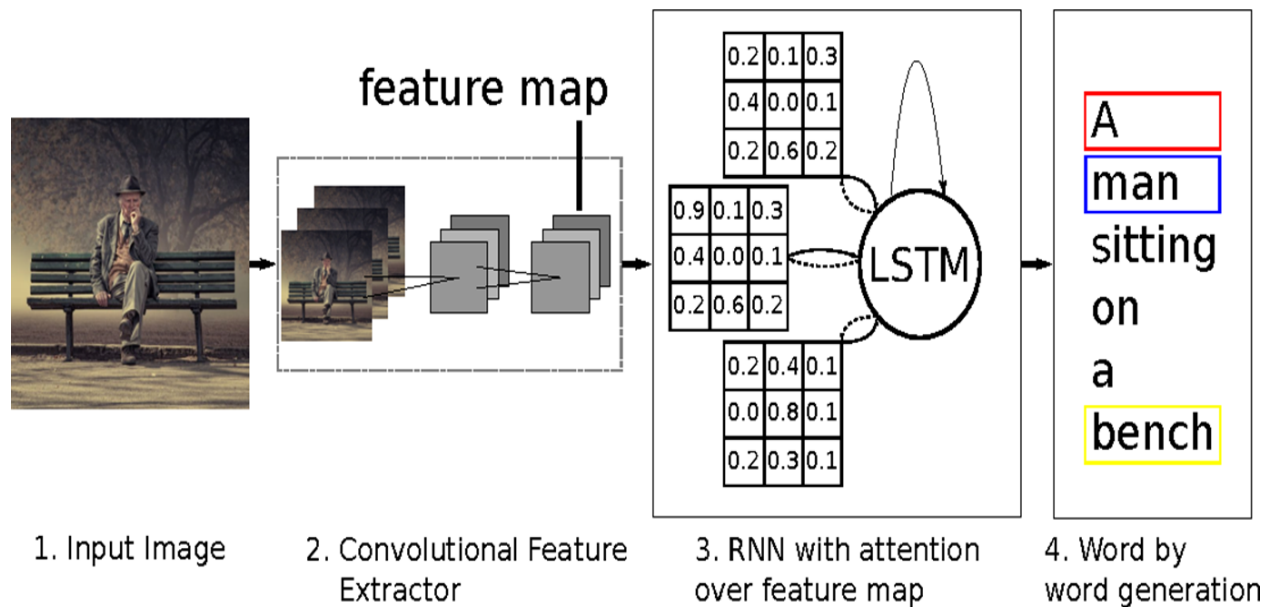 feature map
0.2 0.1 0.3
0.4 0.0 0.1
0.2 0.6 0.2
0.9 0.1 0.3
0.4 0.0 0.1
0.2 0.6 0.2
LSTM
0.2 0.4 0.1
0.0 0.8 0.1
0.2 0.3 0.1
A
man
sitting
on
a
bench
1. Input Image
2. Convolutional Feature
Extractor
3. RNN with attention
over feature map
4. Word by
word generation